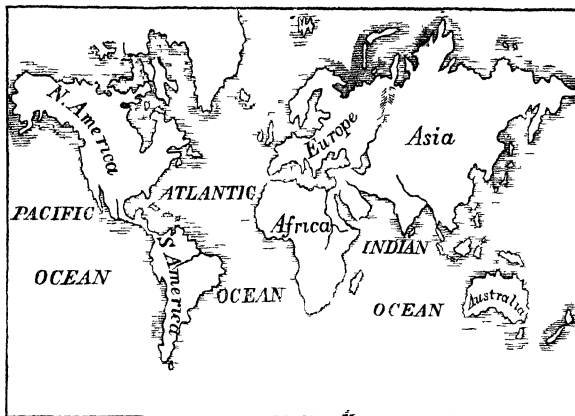 N. America
Europe
Asia
ATLANTIC
PACIFIC
Africa
INDIAN
S. America
OCEAN
OCEAN
OCEAN
Australia